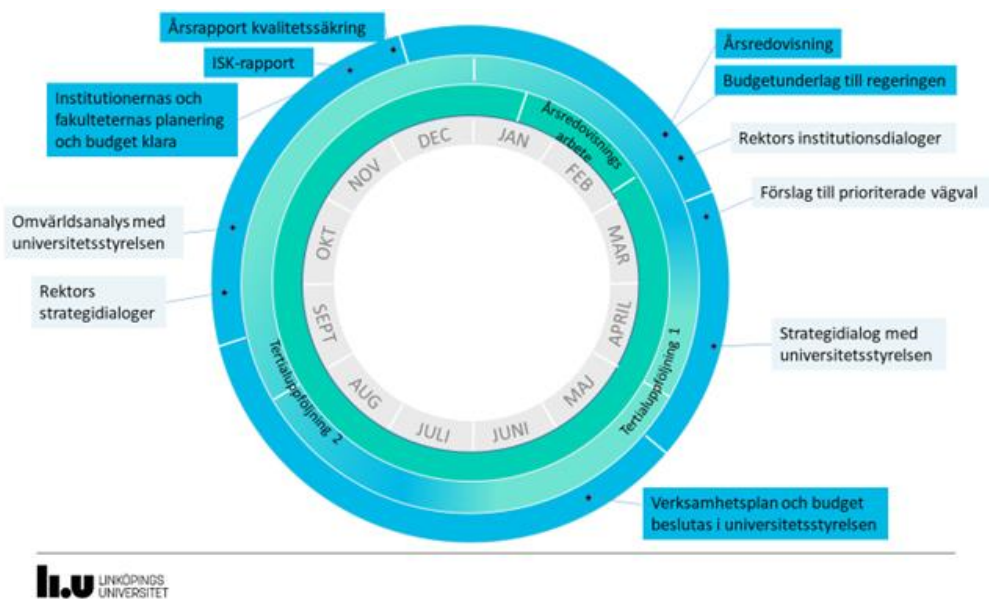 Årsrapport kvalitetssäkring
ISK-rapport
Institutionernas och
fakulteternas planering
och budget klara
Omvärldsanalys med
universitetsstyrelsen
Rektors
strategidialoger
Årsredovisning
Budgetunderlag till regeringen
Rektors institutionsdialoger
Förslag till prioriterade vägval
Strategidialog med
universitetsstyrelsen
Verksamhetsplan och budget
beslutas i universitetsstyrelsen
Årsredovisnings
arbete
Tertialuppföljning 1
Tertialuppföljning 2
JAN
FEB
MAR
APRIL
MAJ
JUNI
JULI
AUG
SEPT
OKT
NOV
DEC
li.u LINKÖPINGS
UNIVERSITET